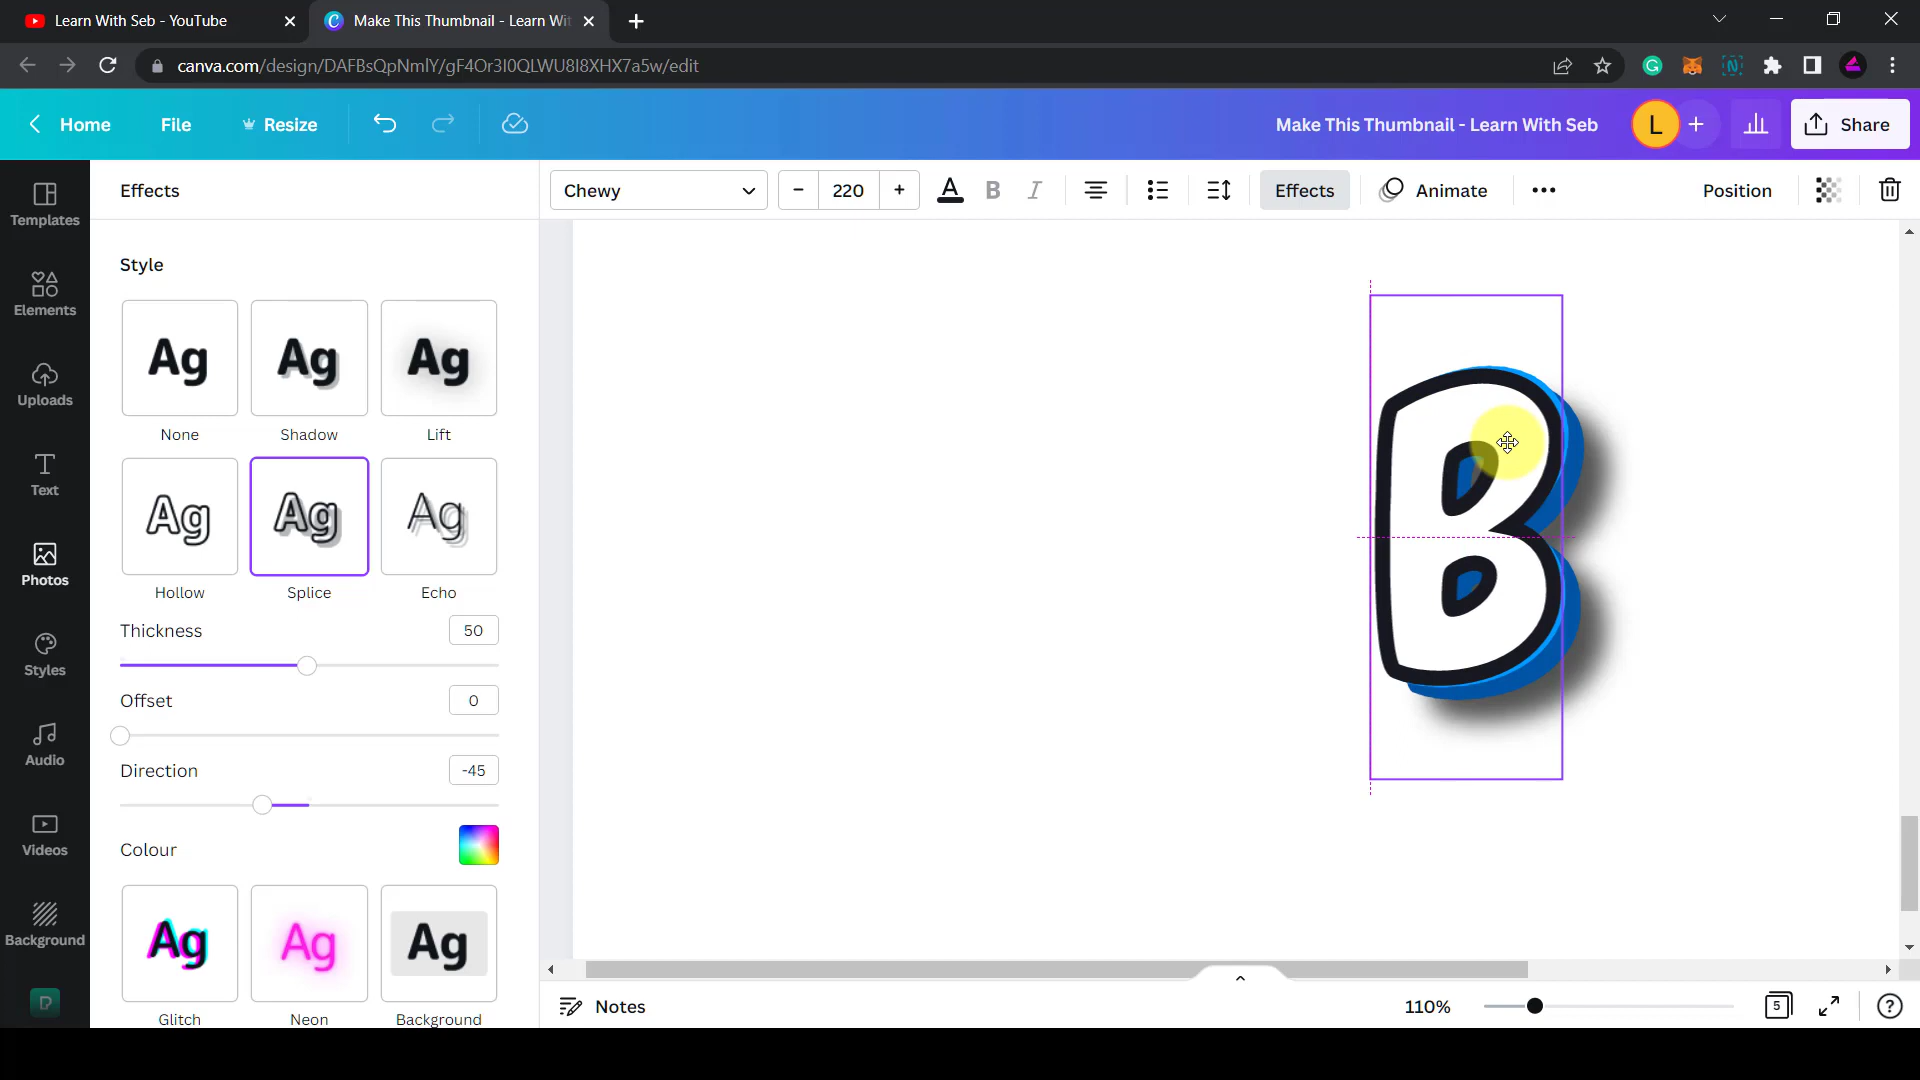 Learn With Seb - YouTube
Make This Thumbnail - Learn Wit
canva.com/design/DAFBsQpNmlY/gF4Or3I0QLWU8I8XHX7a5w/edit
Home
File
Resize
Make This Thumbnail - Learn With Seb
L
Share
Templates
Elements
Uploads
Text
Photos
Styles
Audio
Videos
Background
Effects
Chewy
220
A
B
I
Effects
Animate
Position
Style
Ag
Ag
Ag
None
Shadow
Lift
Ag
Ag
Ag
Hollow
Splice
Echo
Thickness
50
Offset
0
Direction
-45
Colour
Ag
Ag
Ag
Glitch
Neon
Background
B
Notes
110%
5